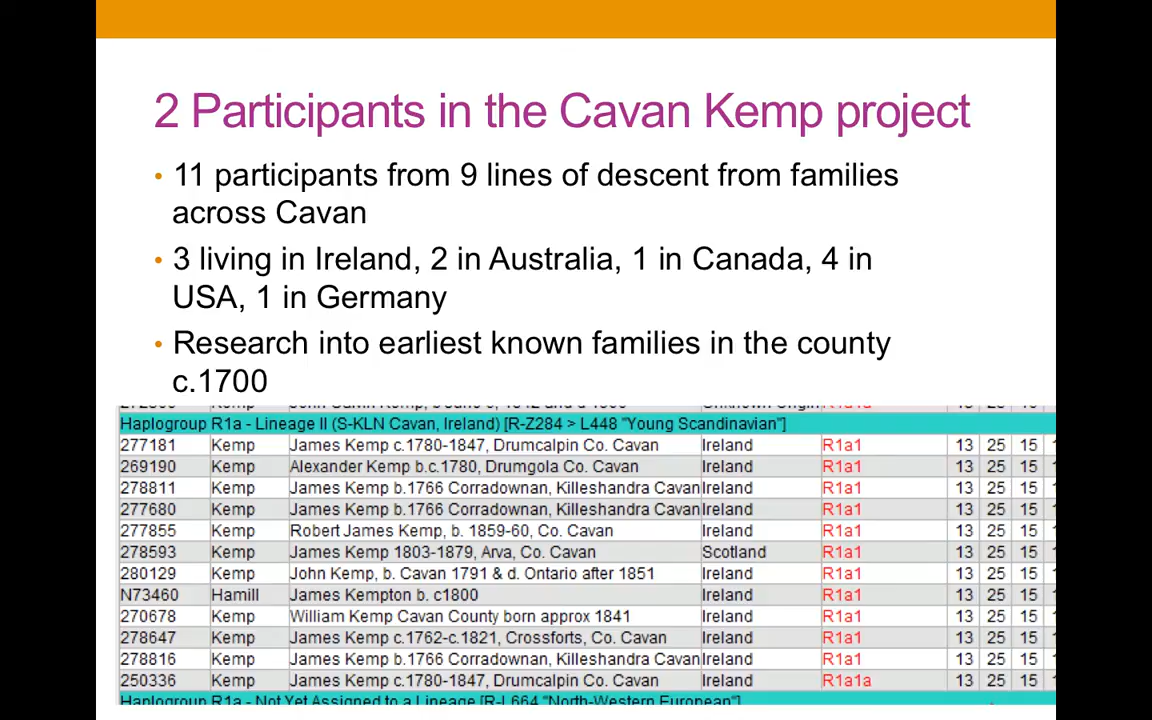 2 Participants in the Cavan Kemp project
• 11 participants from 9 lines of descent from families
across Cavan
• 3 living in Ireland, 2 in Australia, 1 in Canada, 4 in
USA, 1 in Germany
• Research into earliest known families in the county
c.1700
Haplogroup R1a - Lineage II (S-KLN Cavan, Ireland) [R-Z284 > L448 "Young Scandinavian"]
277181 Kemp James Kemp c.1780-1847, Drumcalpin Co. Cavan Ireland R1a1 13 25 15
269190 Kemp Alexander Kemp b.c.1780, Drumgola Co. Cavan Ireland R1a1 13 25 15
278811 Kemp James Kemp b.1766 Corradownan, Killeshandra Cavan Ireland R1a1 13 25 15
277680 Kemp James Kemp b.1766 Corradownan, Killeshandra Cavan Ireland R1a1 13 25 15
277855 Kemp Robert James Kemp, b. 1859-60, Co. Cavan Ireland R1a1 13 25 15
278593 Kemp James Kemp 1803-1879, Arva, Co. Cavan Scotland R1a1 13 25 15
280129 Kemp John Kemp, b. Cavan 1791 & d. Ontario after 1851 Ireland R1a1 13 25 15
N73460 Hamill James Kempton b. c1800 Ireland R1a1 13 25 15
270678 Kemp William Kemp Cavan County born approx 1841 Ireland R1a1 13 25 15
278647 Kemp James Kemp c.1762-c.1821, Crossforts, Co. Cavan Ireland R1a1 13 25 15
278816 Kemp James Kemp b.1766 Corradownan, Killeshandra Cavan Ireland R1a1 13 25 15
250336 Kemp James Kemp c.1780-1847, Drumcalpin Co. Cavan Ireland R1a1a 13 25 15
Haplogroup R1a - Not Yet Assigned to a Lineage [R-L664 "North-Western European"]